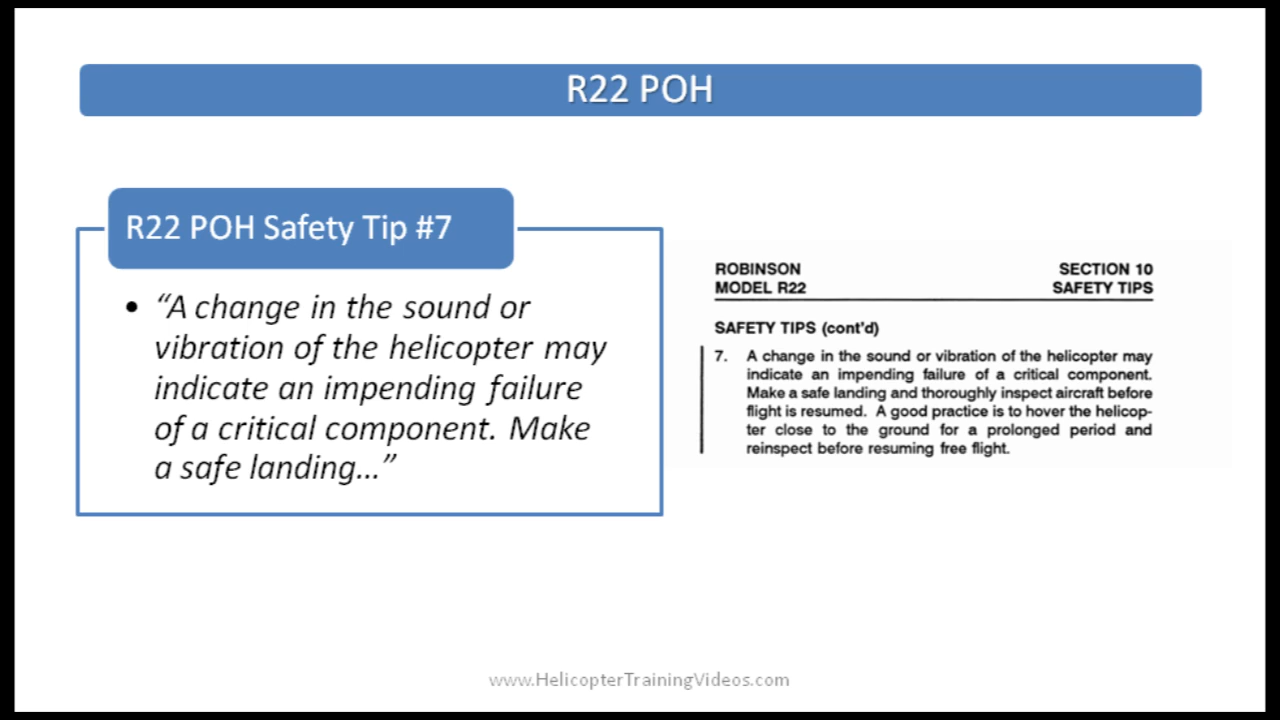 R22 POH
R22 POH Safety Tip #7
• “A change in the sound or
vibration of the helicopter may
indicate an impending failure
of a critical component. Make
a safe landing…”
ROBINSON
MODEL R22
SECTION 10
SAFETY TIPS
SAFETY TIPS (cont'd)
7. A change in the sound or vibration of the helicopter may
indicate an impending failure of a critical component.
Make a safe landing and thoroughly inspect aircraft before
flight is resumed. A good practice is to hover the helicop-
ter close to the ground for a prolonged period and
reinspect before resuming free flight.
www.HelicopterTrainingVideos.com